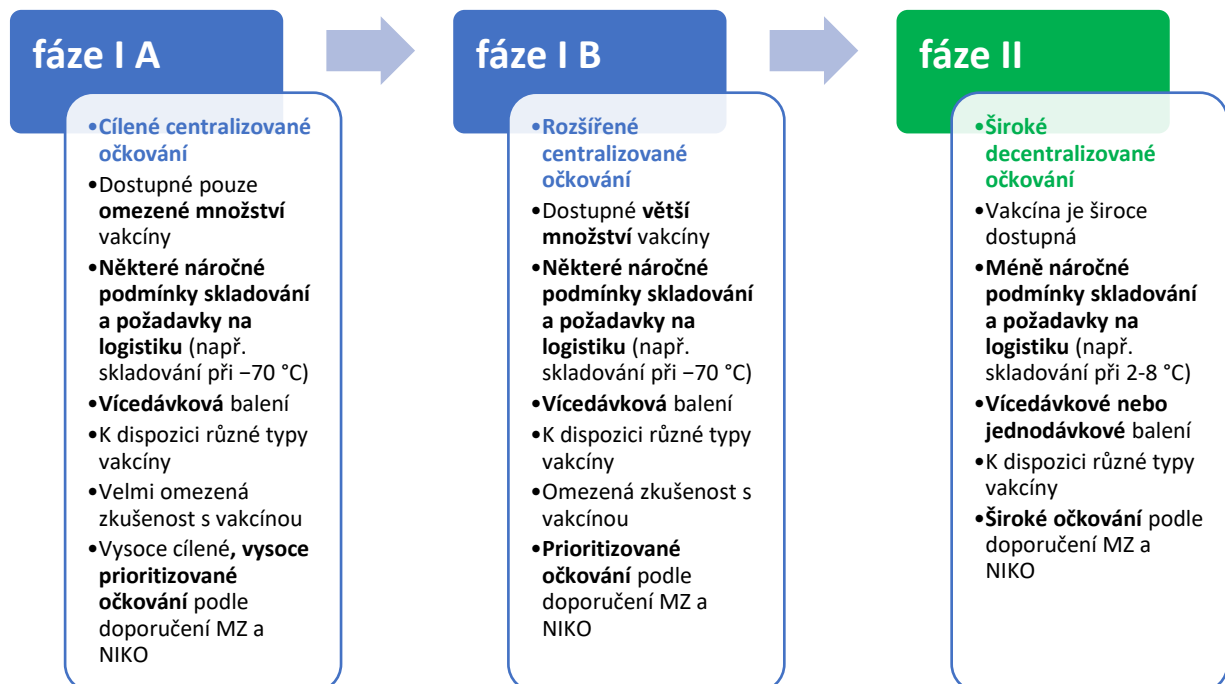 fáze I A
•Cílené centralizované
očkování
•Dostupné pouze
omezené množství
vakcíny
•Některé náročné
podmínky skladování
a požadavky na
logistiku (např.
skladování při −70 °C)
•Vícedávková balení
•K dispozici různé typy
vakcíny
•Velmi omezená
zkušenost s vakcínou
•Vysoce cílené, vysoce
prioritizované
očkování podle
doporučení MZ a
NIKO
fáze I B
•Rozšířené
centralizované
očkování
•Dostupné větší
množství vakcíny
•Některé náročné
podmínky skladování
a požadavky na
logistiku (např.
skladování při −70 °C)
•Vícedávková balení
•K dispozici různé typy
vakcíny
•Omezená zkušenost s
vakcínou
•Prioritizované
očkování podle
doporučení MZ a
NIKO
fáze II
•Široké
decentralizované
očkování
•Vakcína je široce
dostupná
•Méně náročné
podmínky skladování
a požadavky na
logistiku (např.
skladování při 2-8 °C)
•Vícedávkové nebo
jednodávkové balení
•K dispozici různé typy
vakcíny
•Široké očkování podle
doporučení MZ a
NIKO